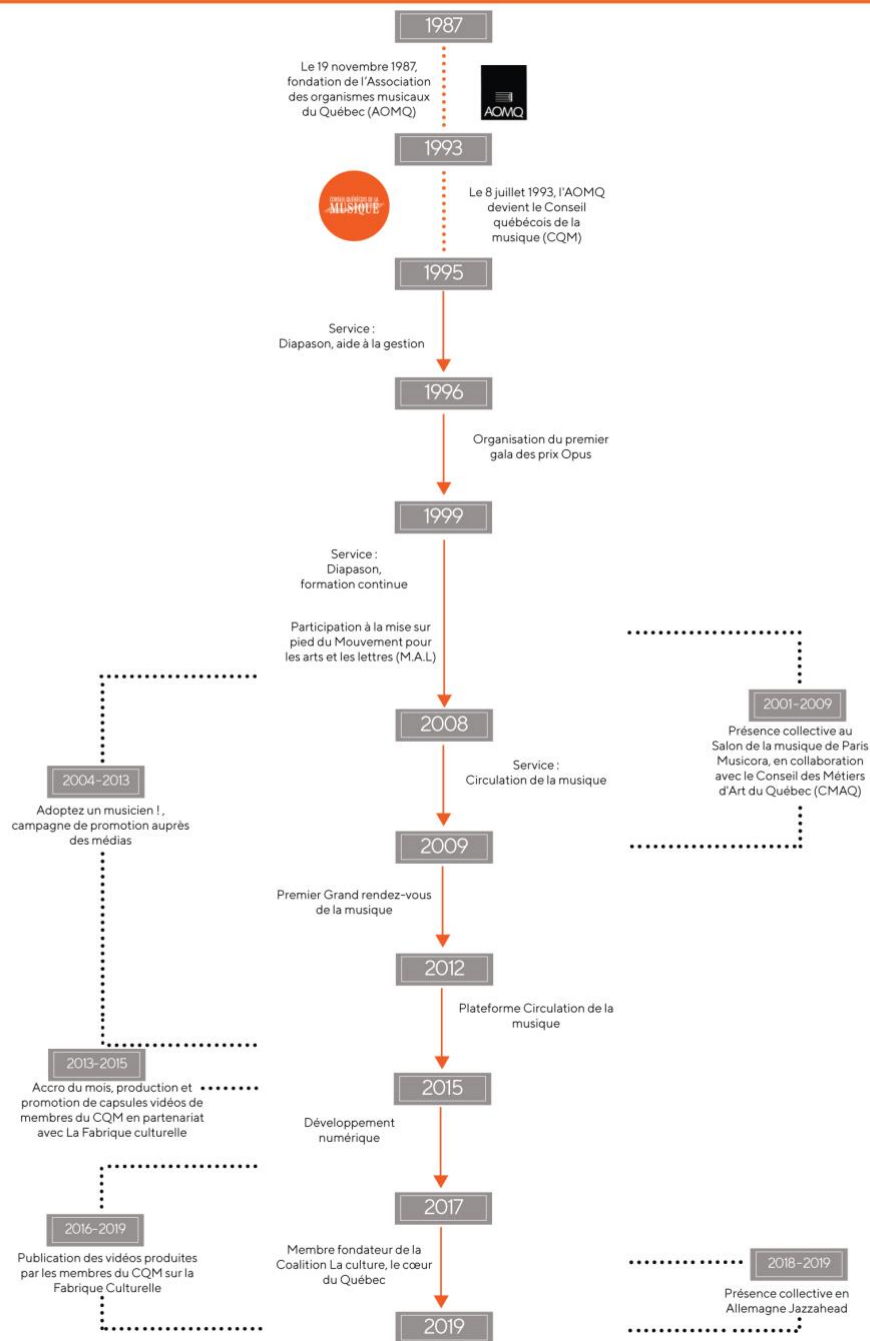 1987
Le 19 novembre 1987,
fondation de l'Association
des organismes musicaux
du Québec (AOMQ)
AOMQ
1993
CONSEIL QUÉBÉCOIS DE LA
MUSIQUE
Le 8 juillet 1993, l'AOMQ
devient le Conseil
québécois de la
musique (CQM)
1995
Service :
Diapason, aide à la gestion
1996
Organisation du premier
gala des prix Opus
1999
Service :
Diapason,
formation continue
Participation à la mise sur
pied du Mouvement pour
les arts et les lettres (M.A.L)
2001-2009
Présence collective au
Salon de la musique de Paris
Musicora, en collaboration
avec le Conseil des Métiers
d'Art du Québec (CMAQ)
2008
2004-2013
Adoptez un musicien ! ,
campagne de promotion auprès
des médias
Service :
Circulation de la musique
2009
Premier Grand rendez-vous
de la musique
2012
Plateforme Circulation de la
musique
2013-2015
Accro du mois, production et
promotion de capsules vidéos de
membres du CQM en partenariat
avec La Fabrique culturelle
2015
Développement
numérique
2017
2016-2019
Publication des vidéos produites
par les membres du CQM sur la
Fabrique Culturelle
Membre fondateur de la
Coalition La culture, le cœur
du Québec
2018-2019
Présence collective en
Allemagne Jazzahead
2019